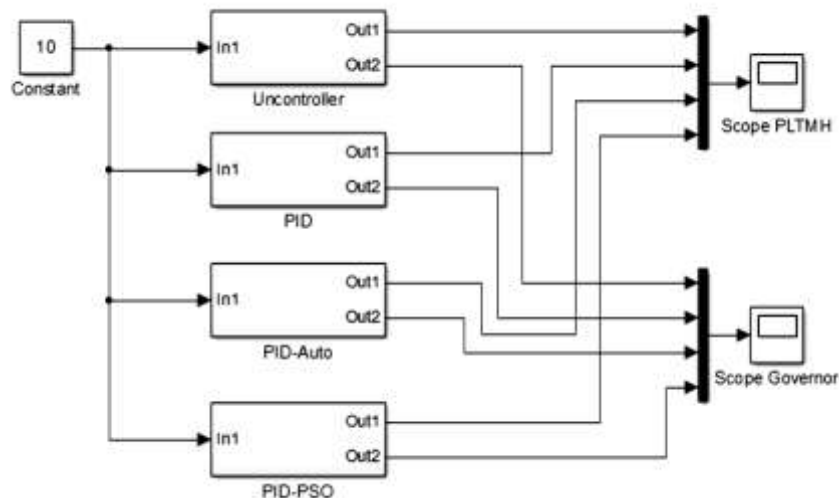 10
Constant
In1
Out1
Out2
Uncontroller
In1
Out1
Out2
PID
In1
Out1
Out2
PID-Auto
In1
Out1
Out2
PID-PSO
Scope PLTMH
Scope Governor